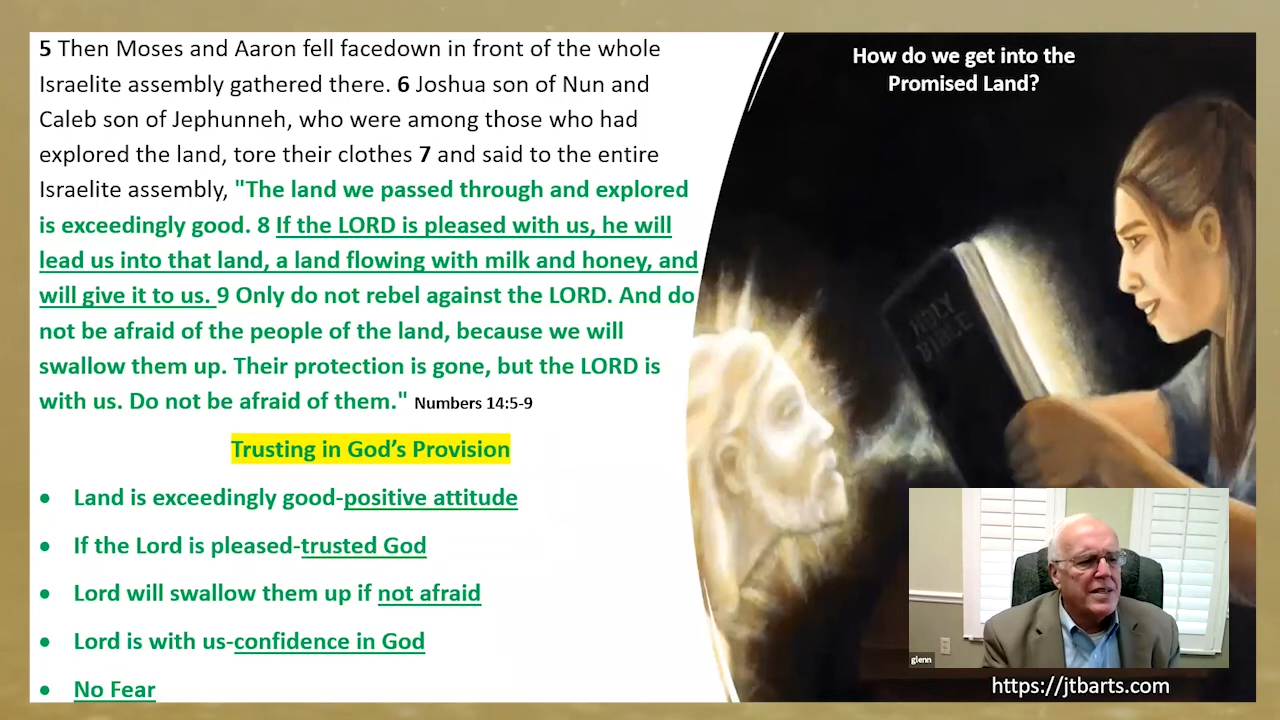 5 Then Moses and Aaron fell facedown in front of the whole
Israelite assembly gathered there. 6 Joshua son of Nun and
Caleb son of Jephunneh, who were among those who had
explored the land, tore their clothes 7 and said to the entire
Israelite assembly, "The land we passed through and explored
is exceedingly good. 8 If the LORD is pleased with us, he will
lead us into that land, a land flowing with milk and honey, and
will give it to us. 9 Only do not rebel against the LORD. And do
not be afraid of the people of the land, because we will
swallow them up. Their protection is gone, but the LORD is
with us. Do not be afraid of them." Numbers 14:5-9
Trusting in God’s Provision
• Land is exceedingly good-positive attitude
• If the Lord is pleased-trusted God
• Lord will swallow them up if not afraid
• Lord is with us-confidence in God
• No Fear
How do we get into the
Promised Land?
HOLY
BIBLE
glenn
https://jtbarts.com